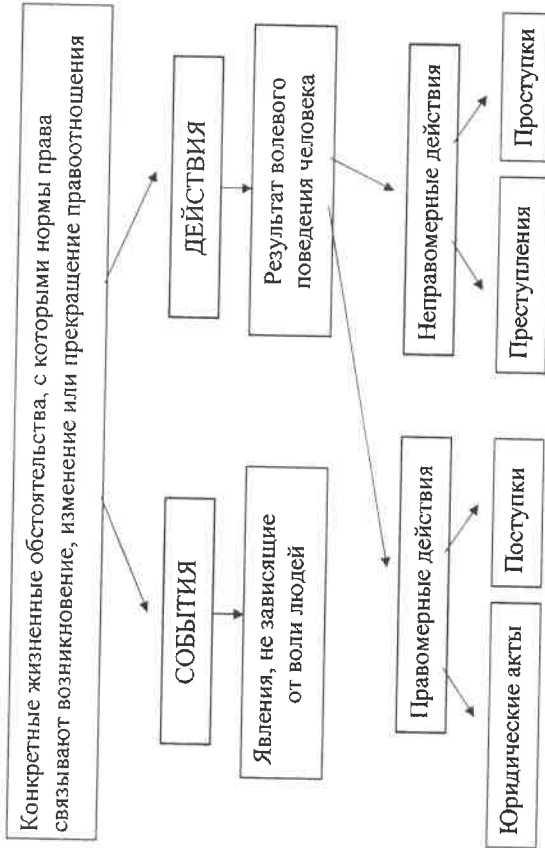 Конкретные жизненные обстоятельства, с которыми нормы права
связывают возникновение, изменение или прекращение правоотношения
СОБЫТИЯ
ДЕЙСТВИЯ
Явления, не зависящие
от воли людей
Результат волевого
поведения человека
Правомерные действия
Неправомерные действия
Юридические акты
Поступки
Преступления
Проступки